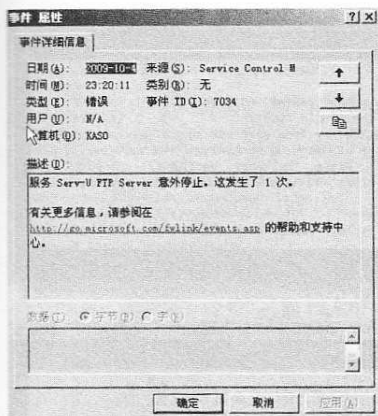 事件 属性
事件详细信息
日期(A): 2009-10-4 来源(S): Service Control M
时间(M): 23:20:11 类别(R): 无
类型(E): 错误 事件 ID(I): 7034
用户(U): N/A
计算机(O): KASO
描述(D):
服务 Serv-U FTP Server 意外停止。这发生了 1 次。
有关更多信息，请参阅在
http://go.microsoft.com/fwlink/events.asp 的帮助和支持中
心。
数据(T): 字节(B) 字(W)
确定 取消 应用(A)